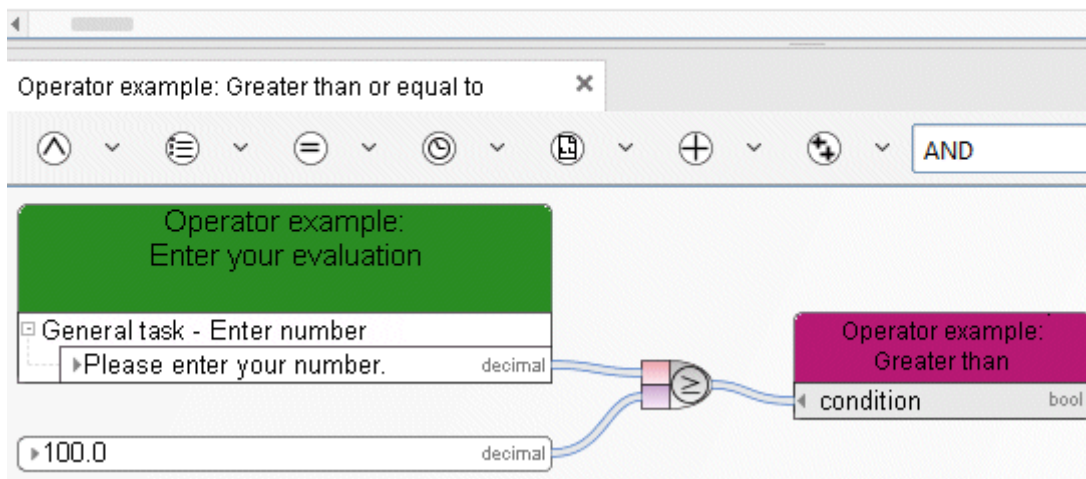 Operator example: Greater than or equal to
AND
Operator example:
Enter your evaluation
General task - Enter number
Please enter your number. decimal
Operator example:
Greater than
condition bool
≥
100.0 decimal